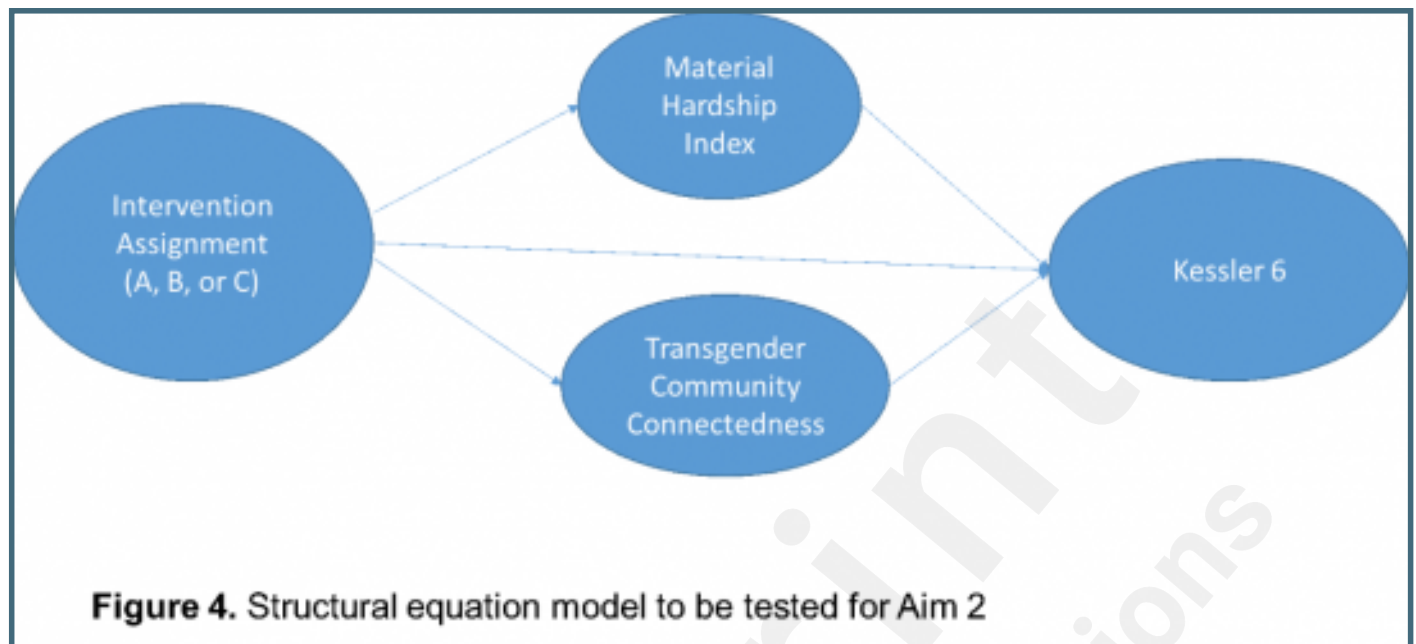 Material
Hardship
Index
Intervention
Assignment
(A, B, or C)
Kessler 6
Transgender
Community
Connectedness
Figure 4. Structural equation model to be tested for Aim 2